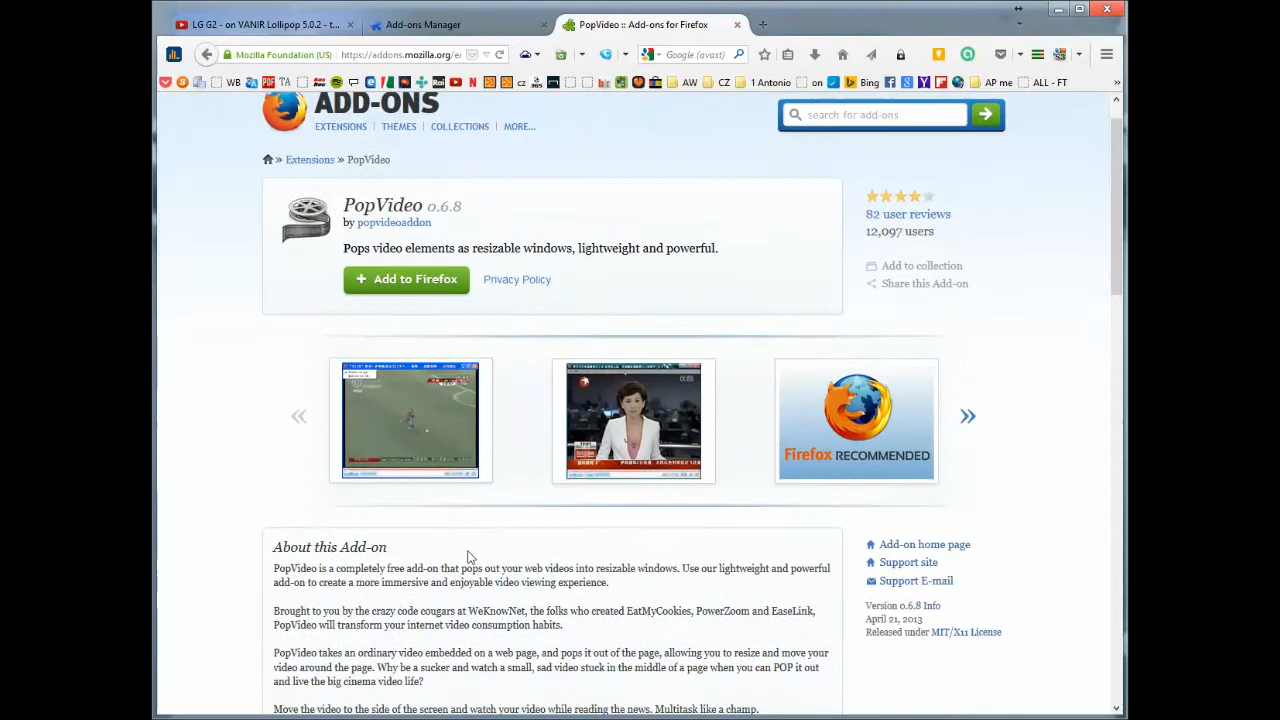 LG G2 - on VANIR Lollipop 5.0.2 - t...
Add-ons Manager
PopVideo :: Add-ons for Firefox
Mozilla Foundation (US)
https://addons.mozilla.org/e
Google (avast)
WB
PDF
TA
Roi
N
cz
AW
CZ
1 Antonio
on
Bing
AP me
ALL - FT
ADD-ONS
EXTENSIONS
THEMES
COLLECTIONS
MORE...
search for add-ons
» Extensions » PopVideo
PopVideo 0.6.8
by popvideoaddon
Pops video elements as resizable windows, lightweight and powerful.
+ Add to Firefox
Privacy Policy
82 user reviews
12,097 users
Add to collection
Share this Add-on
«
Firefox RECOMMENDED
»
About this Add-on
PopVideo is a completely free add-on that pops out your web videos into resizable windows. Use our lightweight and powerful
add-on to create a more immersive and enjoyable video viewing experience.
Brought to you by the crazy code cougars at WeKnowNet, the folks who created EatMyCookies, PowerZoom and EaseLink,
PopVideo will transform your internet video consumption habits.
PopVideo takes an ordinary video embedded on a web page, and pops it out of the page, allowing you to resize and move your
video around the page. Why be a sucker and watch a small, sad video stuck in the middle of a page when you can POP it out
and live the big cinema video life?
Move the video to the side of the screen and watch your video while reading the news. Multitask like a champ.
Add-on home page
Support site
Support E-mail
Version 0.6.8 Info
April 21, 2013
Released under MIT/X11 License